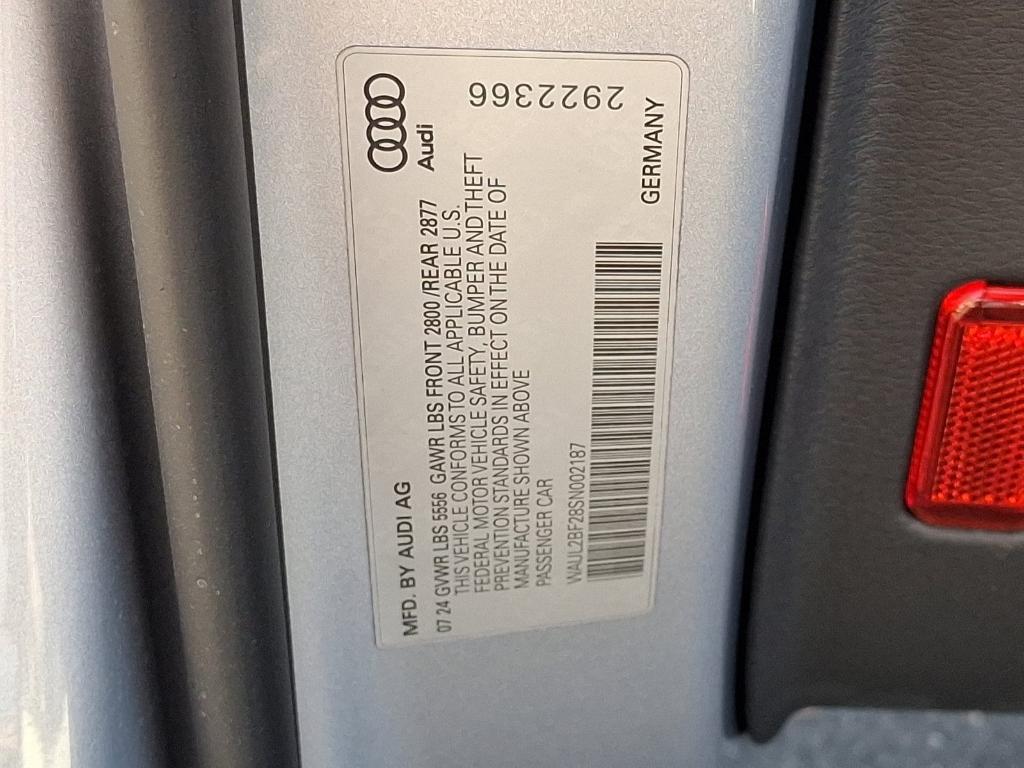 MFD. BY AUDI AG
Audi
07 24 GVWR LBS 5556 GAWR LBS FRONT 2800 /REAR 2877
THIS VEHICLE CONFORMS TO ALL APPLICABLE U.S.
FEDERAL MOTOR VEHICLE SAFETY, BUMPER AND THEFT
PREVENTION STANDARDS IN EFFECT ON THE DATE OF
MANUFACTURE SHOWN ABOVE
PASSENGER CAR
WAUL2BF28SN002187
GERMANY
2922366